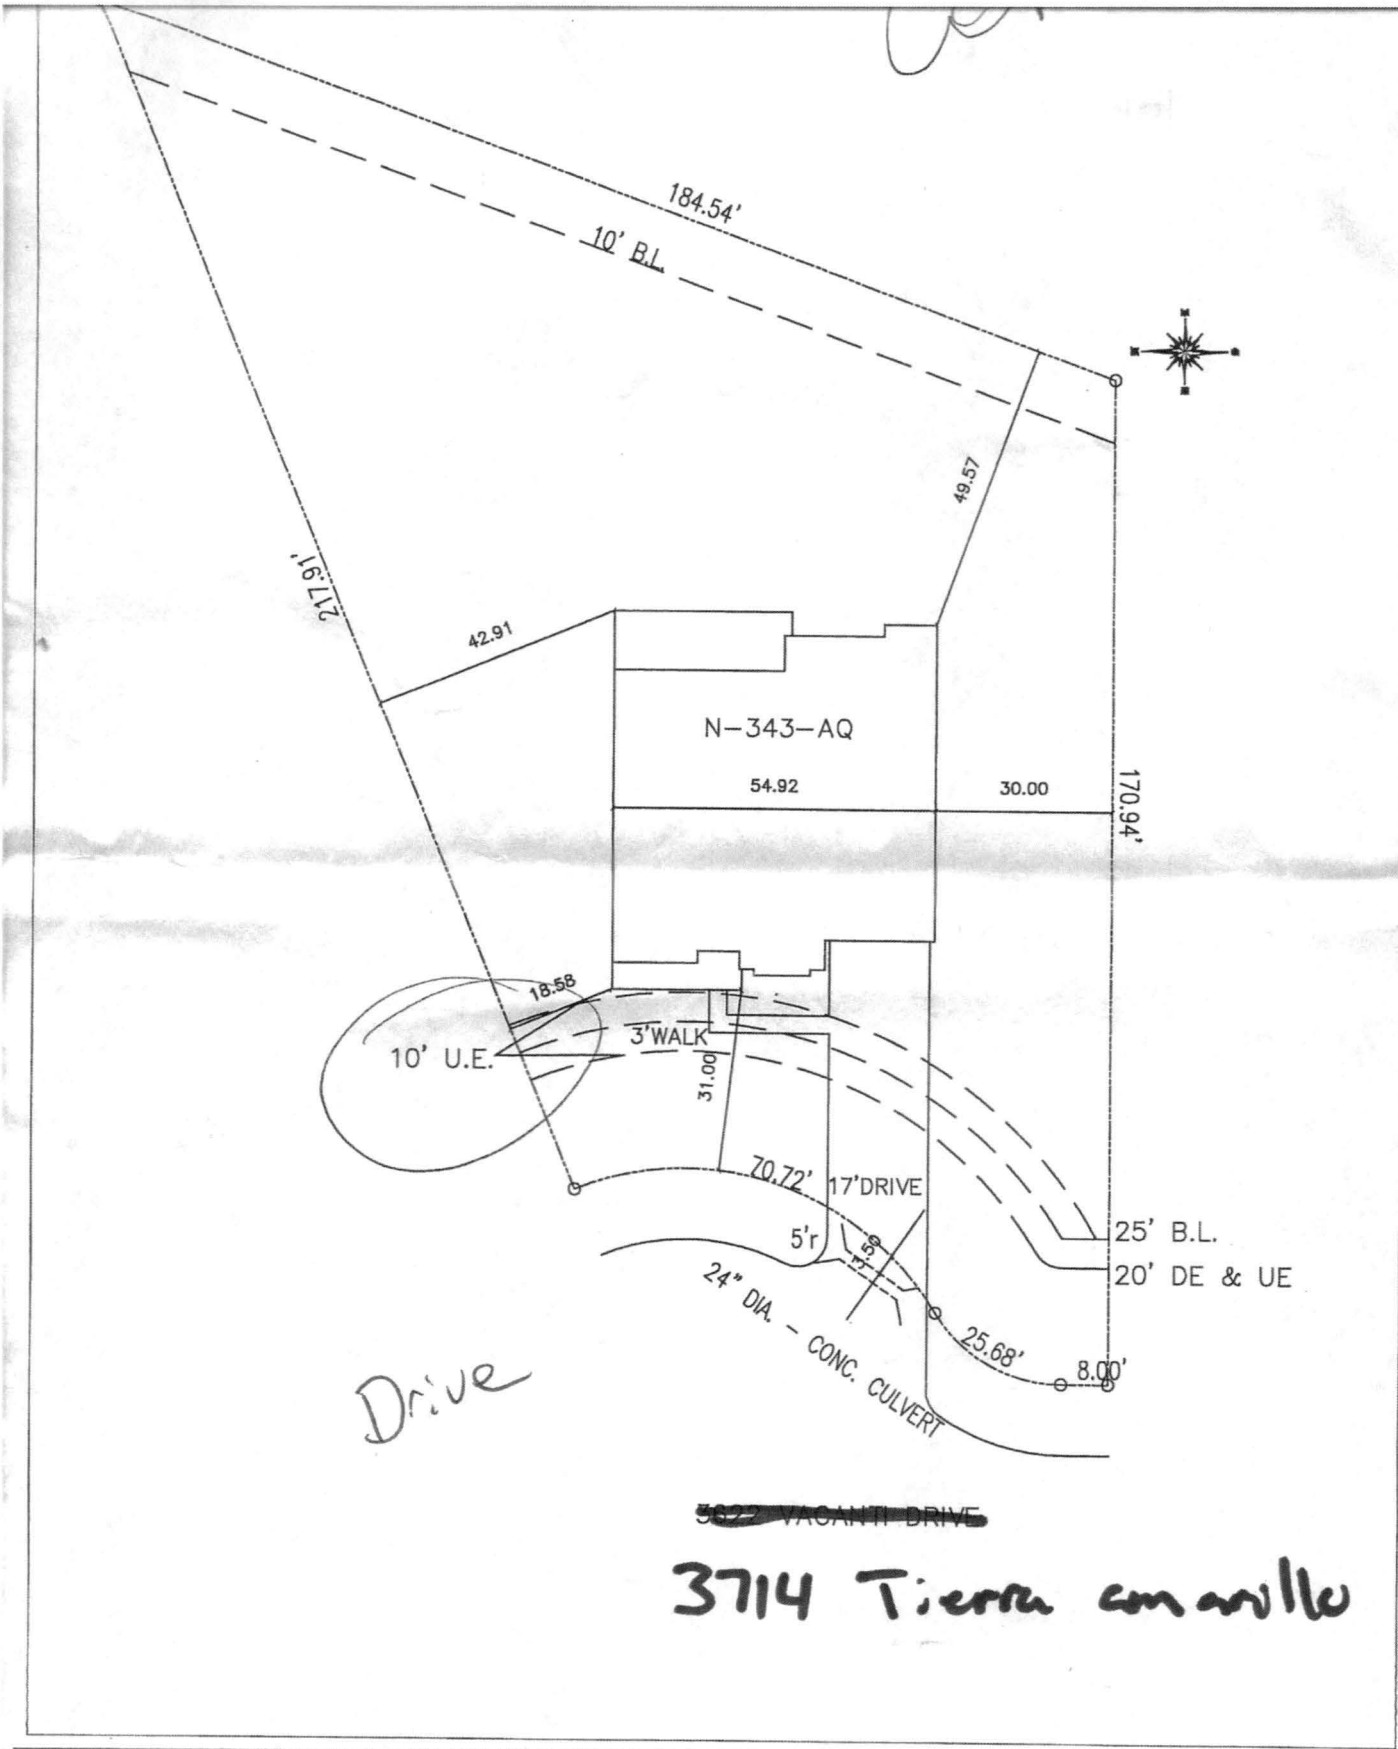 184.54'
10' B.L.
49.57
217.91'
42.91
N-343-AQ
54.92
30.00
170.94'
18.58
10' U.E.
3'WALK
31.00
70.72'
17'DRIVE
5'r
3.50
25' B.L.
20' DE & UE
24" DIA. - CONC. CULVERT
25.68'
8.00'
Drive
3622 VACANTI DRIVE
3714 Tierra amarillo